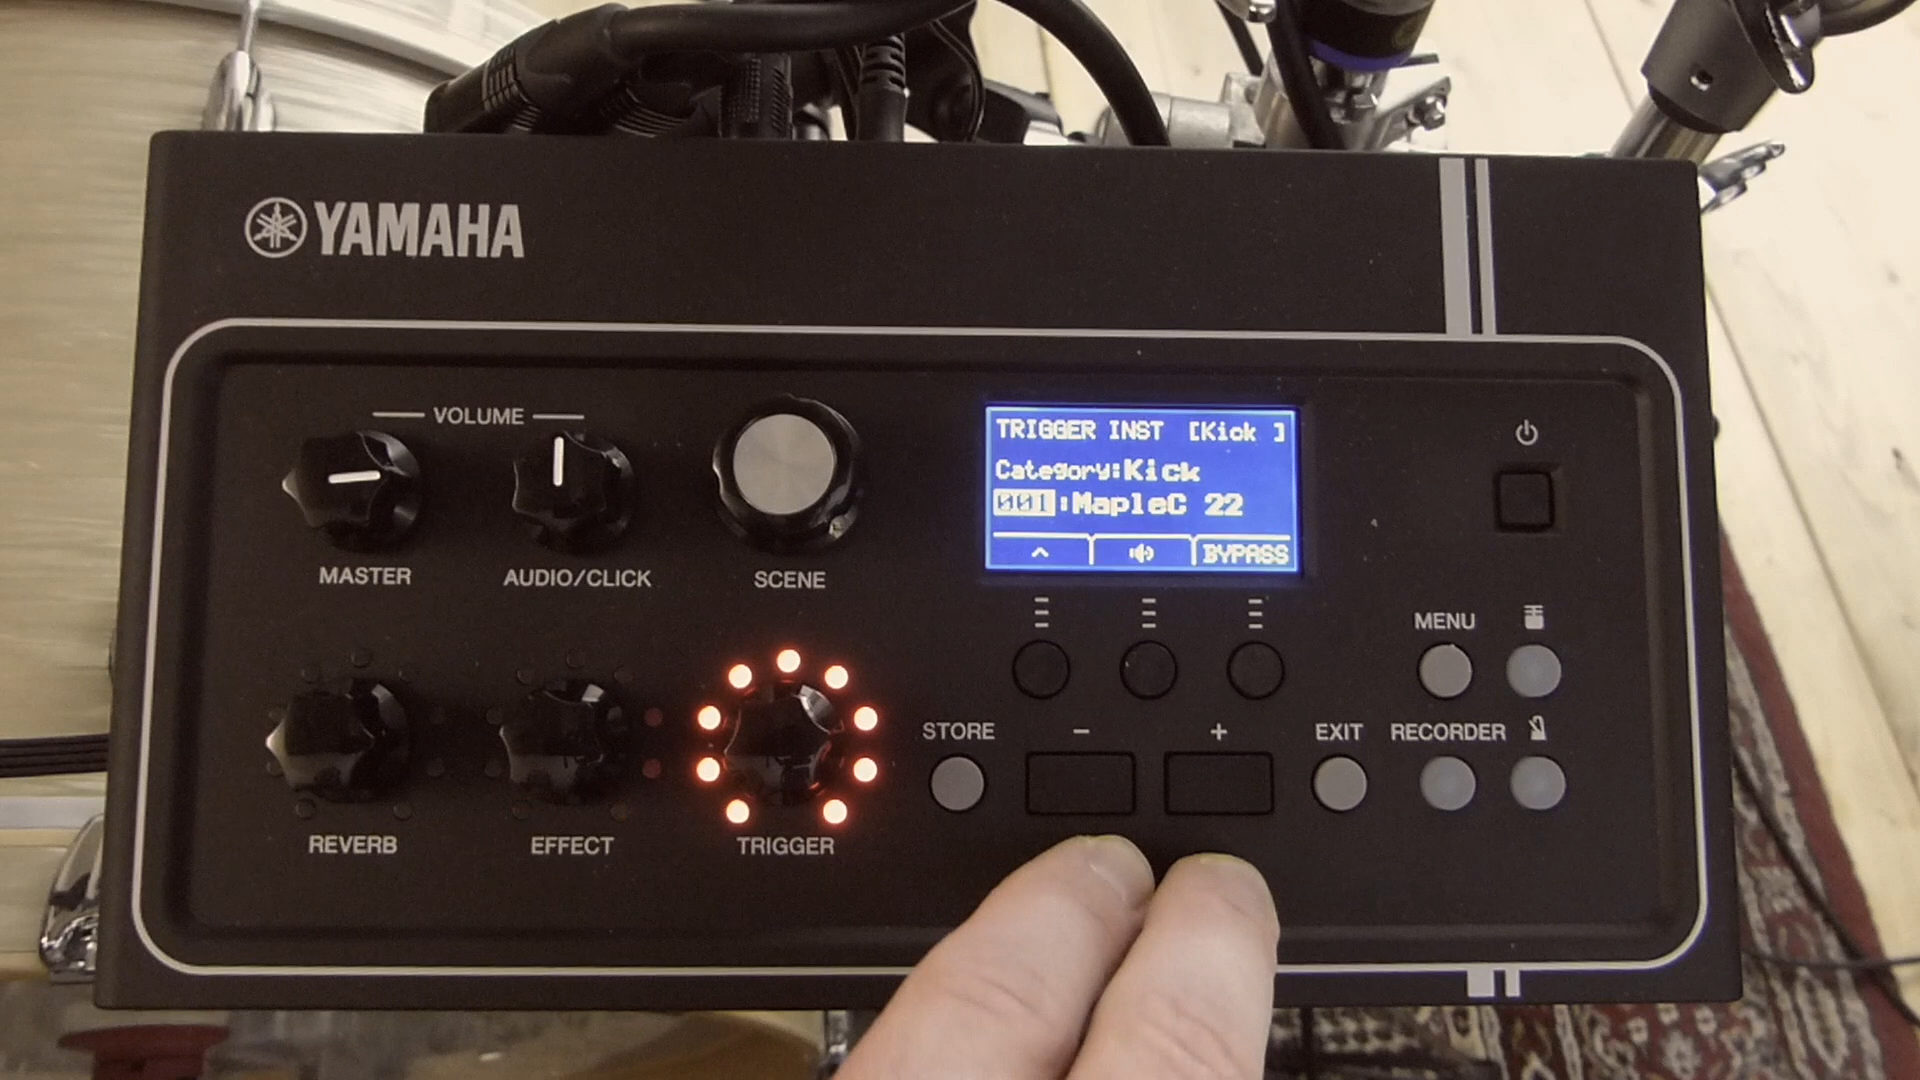 YAMAHA
VOLUME
MASTER
AUDIO/CLICK
SCENE
TRIGGER INST [Kick ]
Category:Kick
001:MapleC 22
BYPASS
MENU
STORE
−
+
EXIT
RECORDER
REVERB
EFFECT
TRIGGER